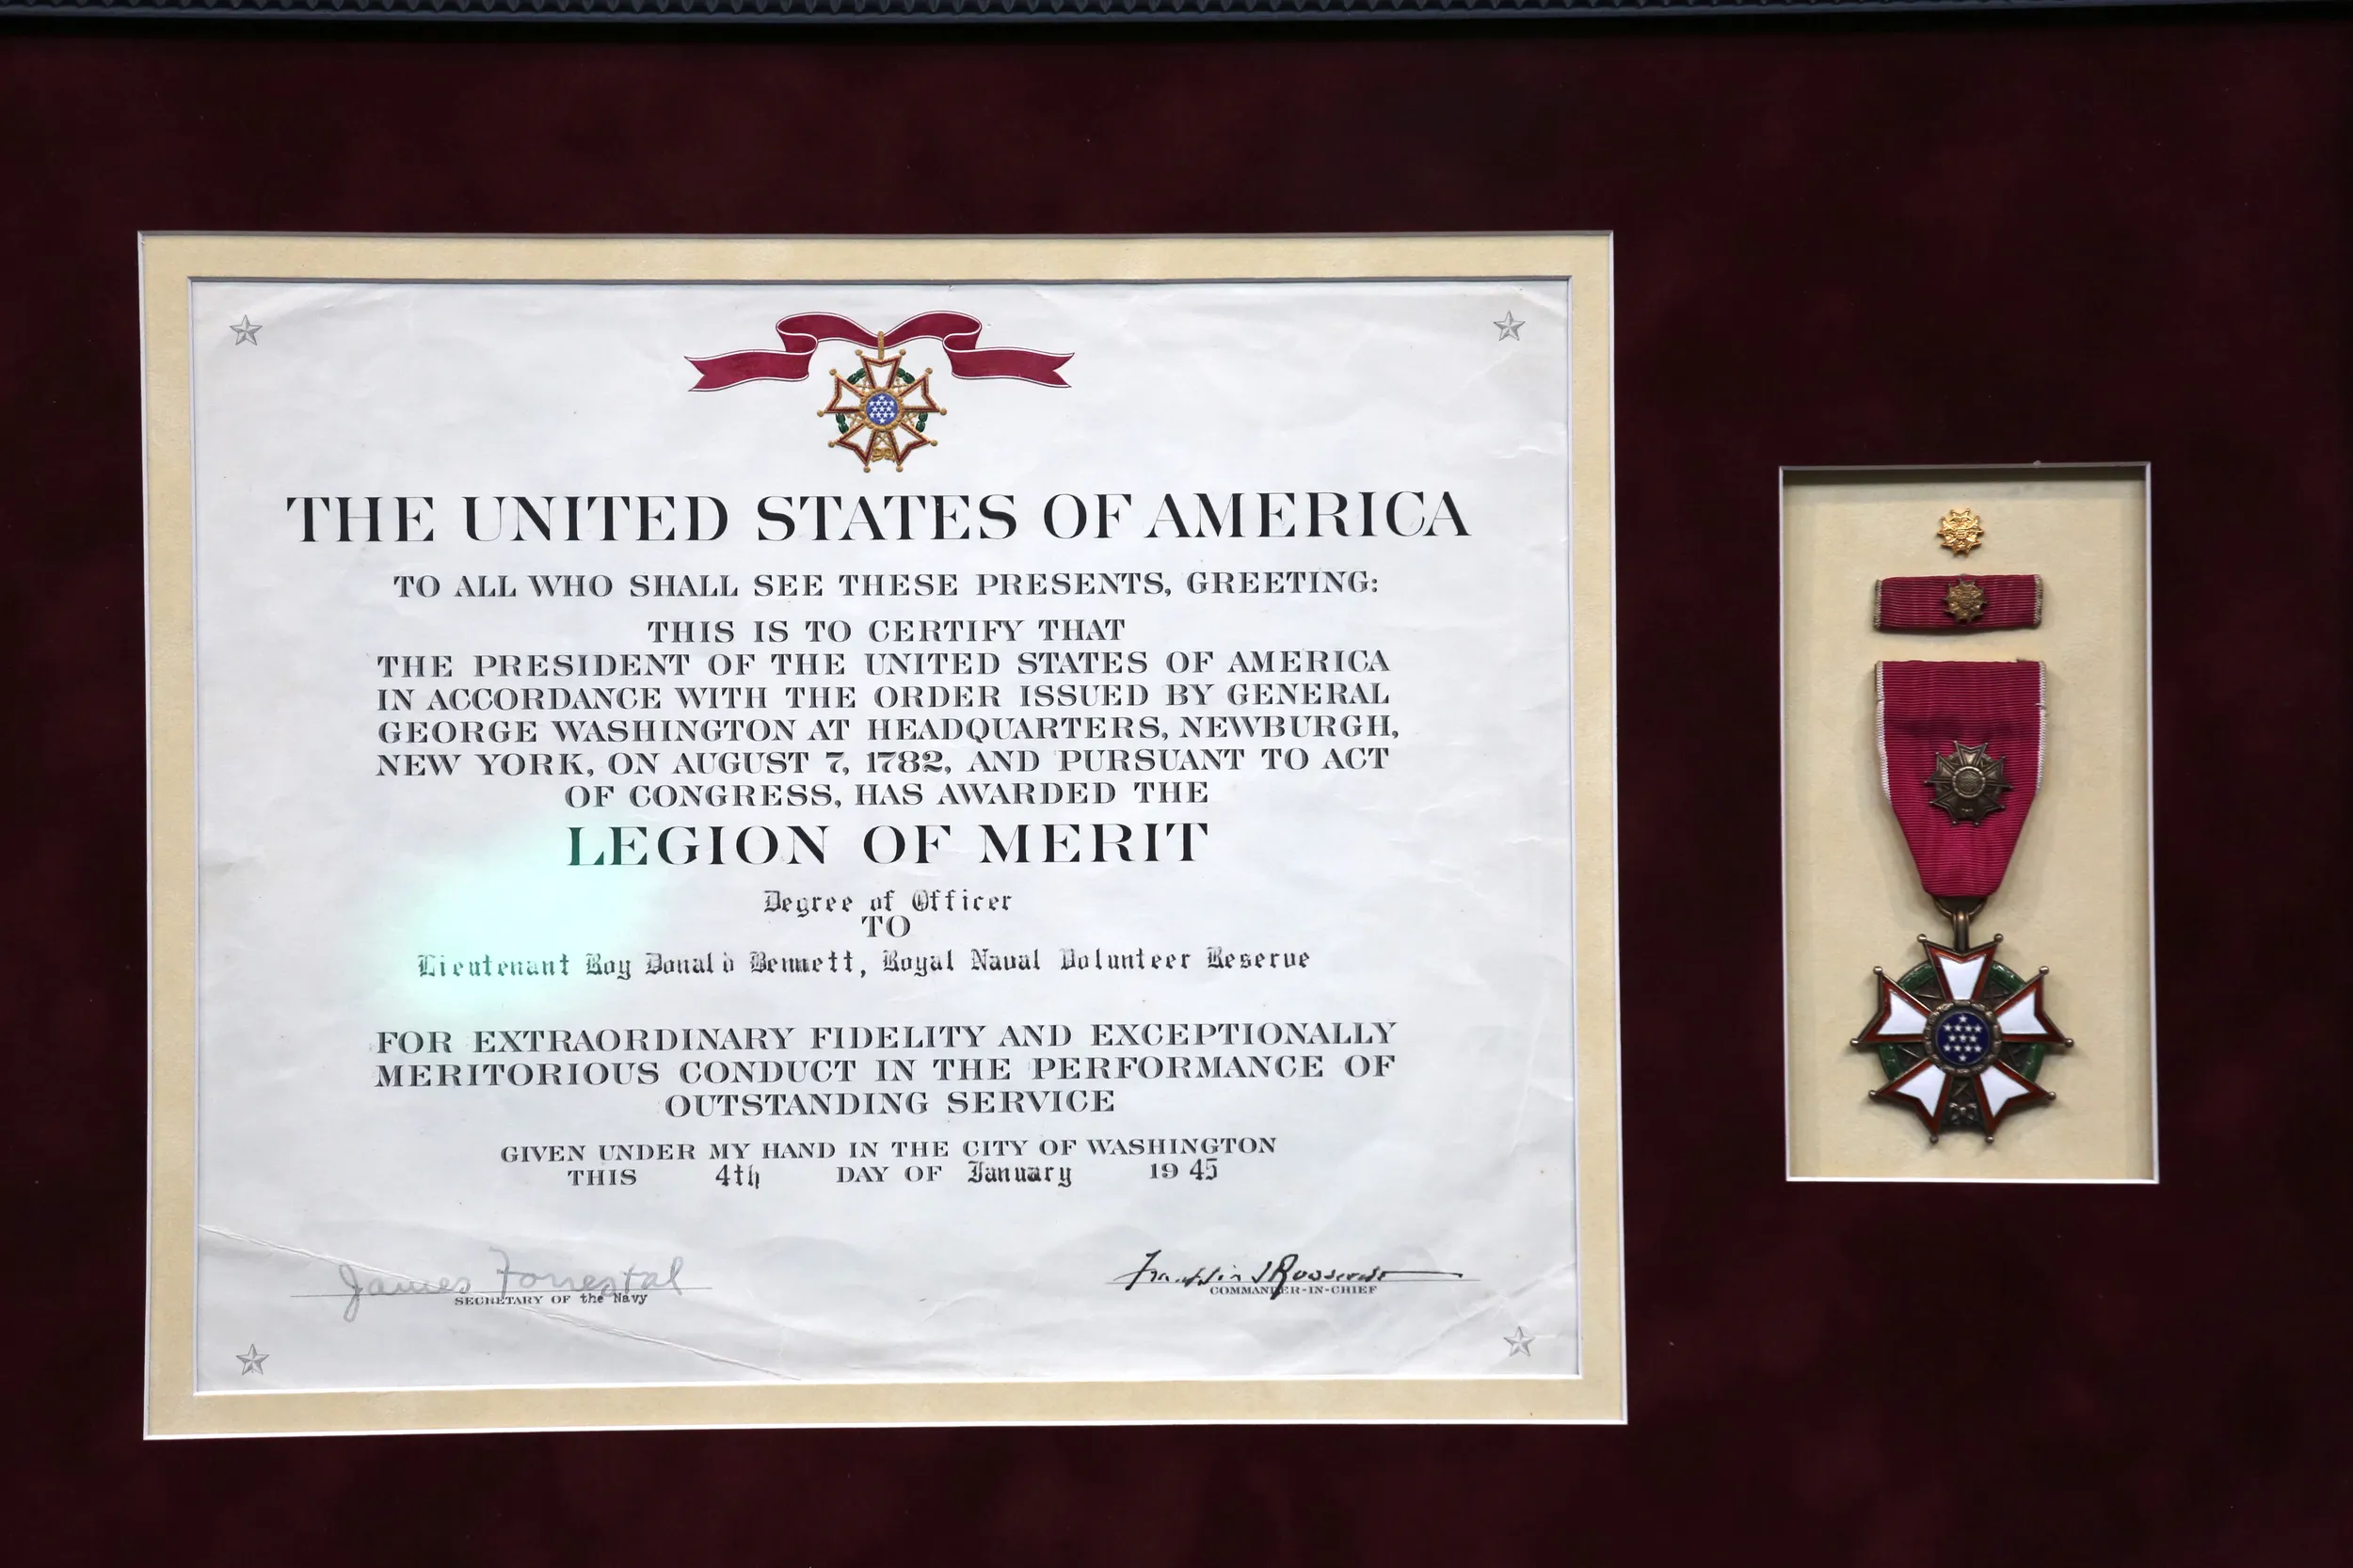 THE UNITED STATES OF AMERICA
TO ALL WHO SHALL SEE THESE PRESENTS, GREETING:
THIS IS TO CERTIFY THAT
THE PRESIDENT OF THE UNITED STATES OF AMERICA
IN ACCORDANCE WITH THE ORDER ISSUED BY GENERAL
GEORGE WASHINGTON AT HEADQUARTERS, NEWBURGH,
NEW YORK, ON AUGUST 7, 1782, AND PURSUANT TO ACT
OF CONGRESS, HAS AWARDED THE
LEGION OF MERIT
Degree of Officer
TO
Lieutenant Roy Donald Bennett, Royal Naval Volunteer Reserve
FOR EXTRAORDINARY FIDELITY AND EXCEPTIONALLY
MERITORIOUS CONDUCT IN THE PERFORMANCE OF
OUTSTANDING SERVICE
GIVEN UNDER MY HAND IN THE CITY OF WASHINGTON
THIS 4th DAY OF January 1945
James Forrestal Franklin D Roosevelt
SECRETARY OF the Navy COMMANDER-IN-CHIEF